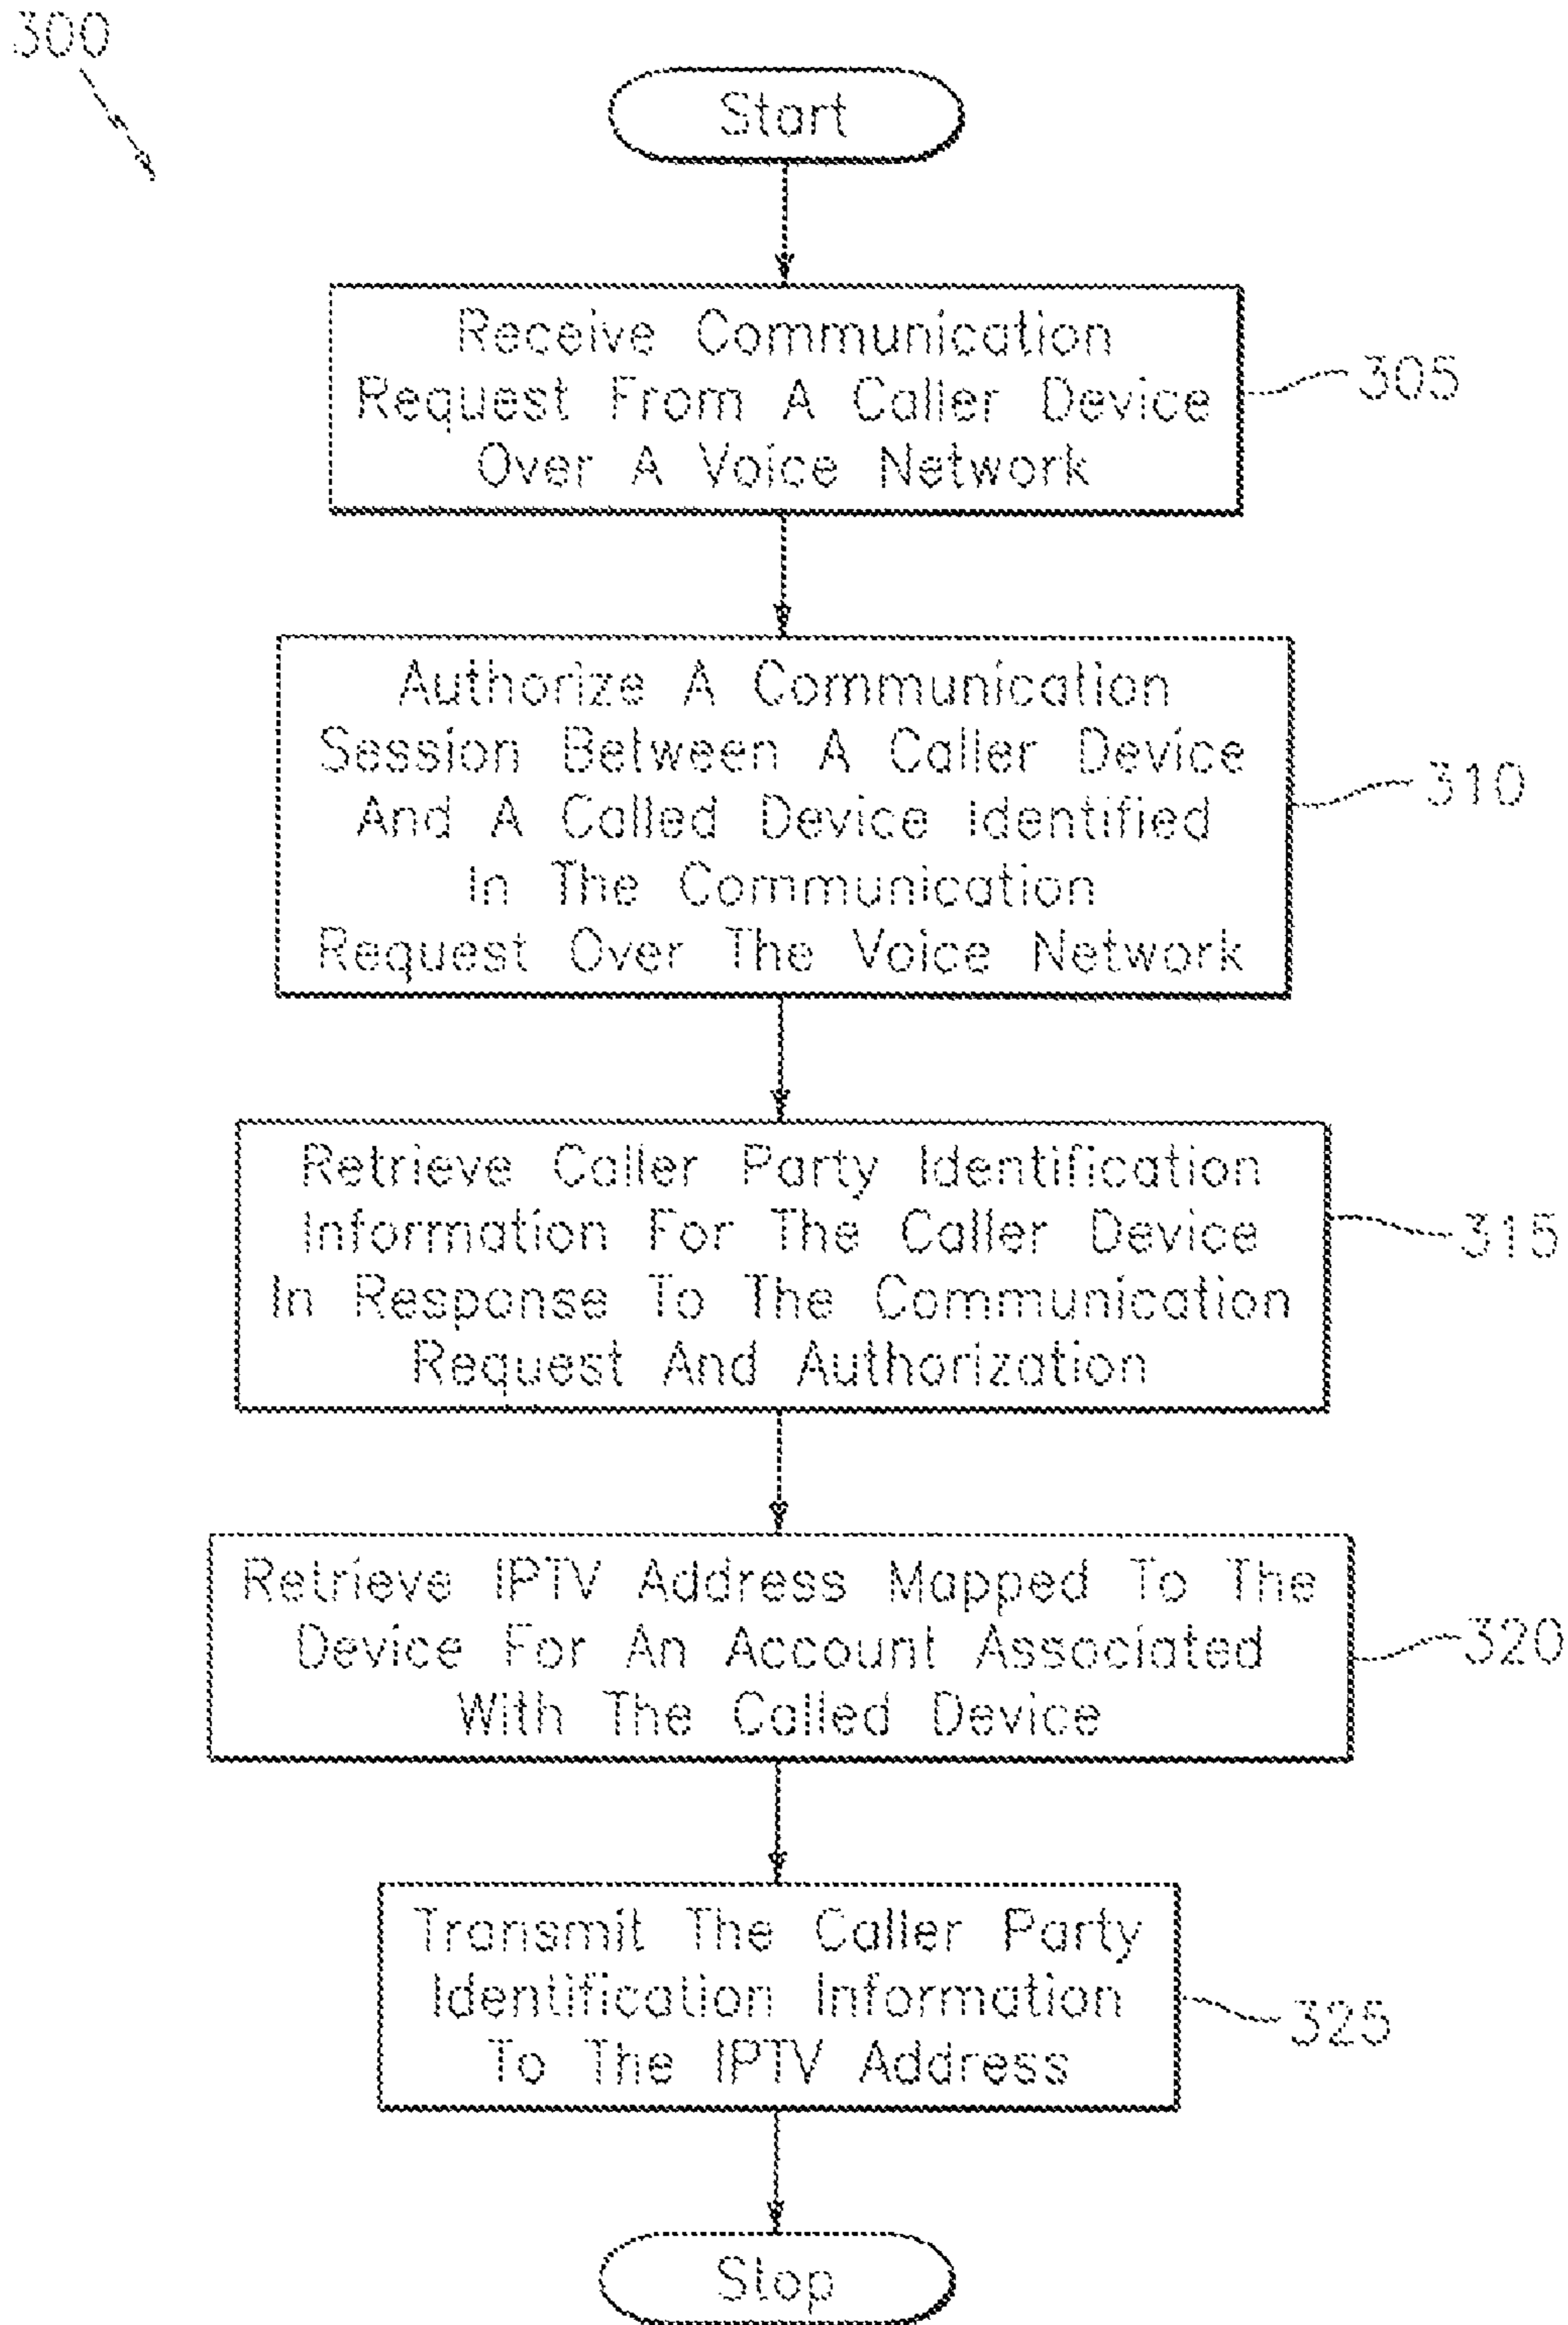 300
Start
Receive Communication
Request From A Caller Device
Over A Voice Network
305
Authorize A Communication
Session Between A Caller Device
And A Called Device Identified
In The Communication
Request Over The Voice Network
310
Retrieve Caller Party Identification
Information For The Caller Device
In Response To The Communication
Request And Authorization
315
Retrieve IPTV Address Mapped To The
Device For An Account Associated
With The Called Device
320
Transmit The Caller Party
Identification Information
To The IPTV Address
325
Stop